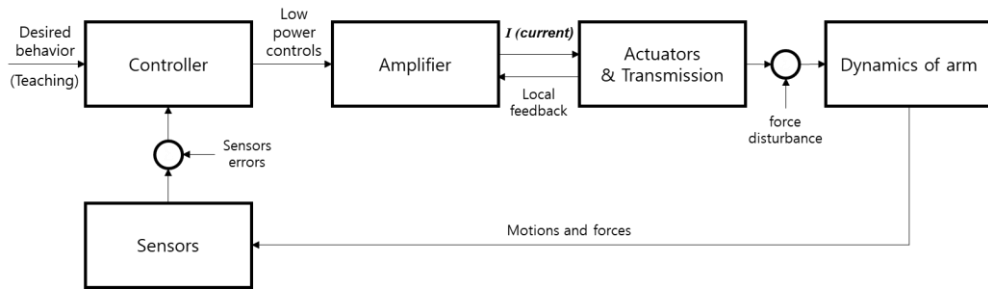 Desired
behavior
(Teaching)
Controller
Low
power
controls
Amplifier
I (current)
Local
feedback
Actuators
& Transmission
force
disturbance
Dynamics of arm
Sensors
errors
Sensors
Motions and forces